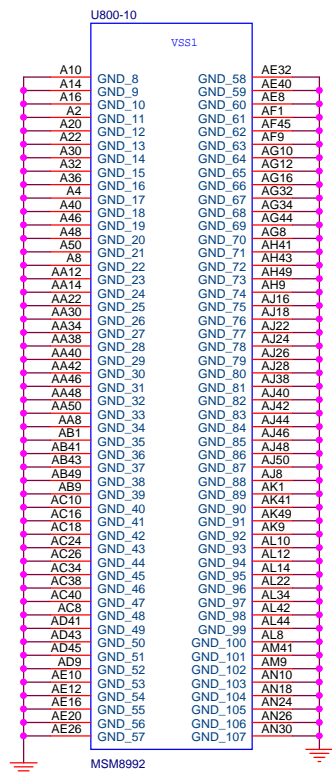 U800-10
VSS1
A10 GND_8 GND_58 AE32
A14 GND_9 GND_59 AE40
A16 GND_10 GND_60 AE8
A2 GND_11 GND_61 AF1
A20 GND_12 GND_62 AF45
A22 GND_13 GND_63 AF9
A30 GND_14 GND_64 AG10
A32 GND_15 GND_65 AG12
A36 GND_16 GND_66 AG16
A4 GND_17 GND_67 AG32
A40 GND_18 GND_68 AG34
A46 GND_19 GND_69 AG44
A48 GND_20 GND_70 AG8
A50 GND_21 GND_71 AH41
A8 GND_22 GND_72 AH43
AA12 GND_23 GND_73 AH49
AA14 GND_24 GND_74 AH9
AA22 GND_25 GND_75 AJ16
AA30 GND_26 GND_76 AJ18
AA34 GND_27 GND_77 AJ22
AA38 GND_28 GND_78 AJ24
AA40 GND_29 GND_79 AJ26
AA42 GND_30 GND_80 AJ28
AA46 GND_31 GND_81 AJ38
AA48 GND_32 GND_82 AJ40
AA50 GND_33 GND_83 AJ42
AA8 GND_34 GND_84 AJ44
AB1 GND_35 GND_85 AJ46
AB41 GND_36 GND_86 AJ48
AB43 GND_37 GND_87 AJ50
AB49 GND_38 GND_88 AJ8
AB9 GND_39 GND_89 AK1
AC10 GND_40 GND_90 AK41
AC16 GND_41 GND_91 AK49
AC18 GND_42 GND_92 AK9
AC24 GND_43 GND_93 AL10
AC26 GND_44 GND_94 AL12
AC34 GND_45 GND_95 AL14
AC38 GND_46 GND_96 AL22
AC40 GND_47 GND_97 AL34
AC8 GND_48 GND_98 AL42
AD41 GND_49 GND_99 AL44
AD43 GND_50 GND_100 AL8
AD45 GND_51 GND_101 AM41
AD9 GND_52 GND_102 AM9
AE10 GND_53 GND_103 AN10
AE12 GND_54 GND_104 AN18
AE16 GND_55 GND_105 AN24
AE20 GND_56 GND_106 AN26
AE26 GND_57 GND_107 AN30
MSM8992